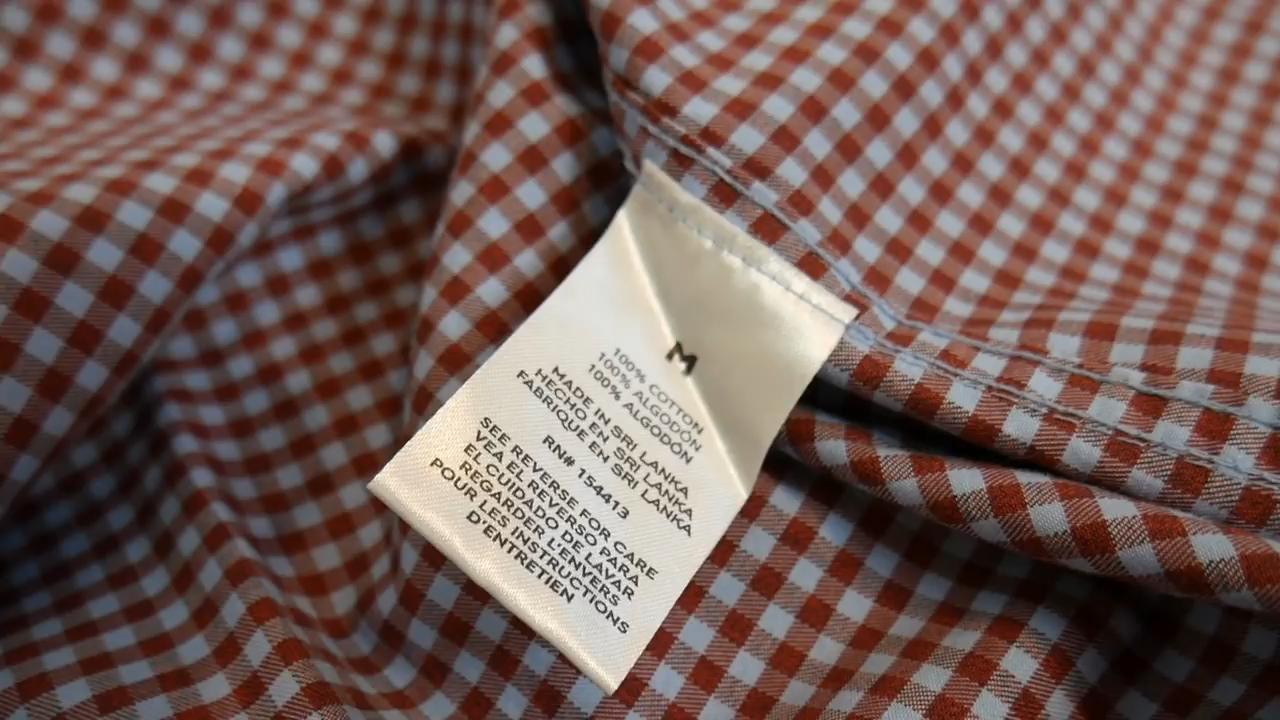 M
100% COTTON
100% ALGODÓN
100% ALGODON
MADE IN SRI LANKA
HECHO EN SRI LANKA
FABRIQUE EN SRI LANKA
RN# 154413
SEE REVERSE FOR CARE
VEA EL REVERSO PARA
EL CUIDADO DE LAVAR
REGARDER L'ENVERS
POUR LES INSTRUCTIONS
D'ENTRETIEN